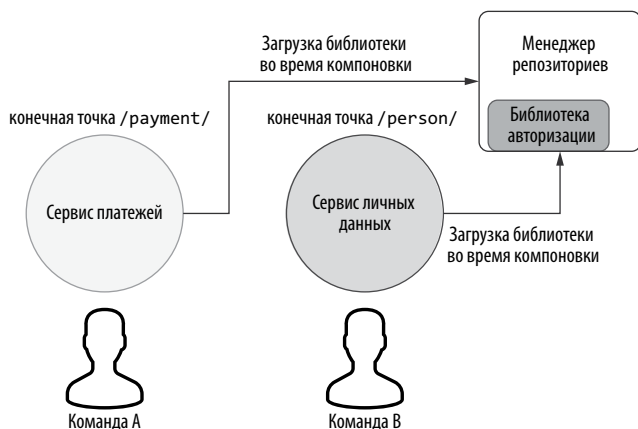 Загрузка библиотеки
во время компоновки
Менеджер
репозиториев
Библиотека
авторизации
конечная точка /payment/
конечная точка /person/
Сервис платежей
Сервис личных
данных
Загрузка библиотеки
во время компоновки
Команда А
Команда В